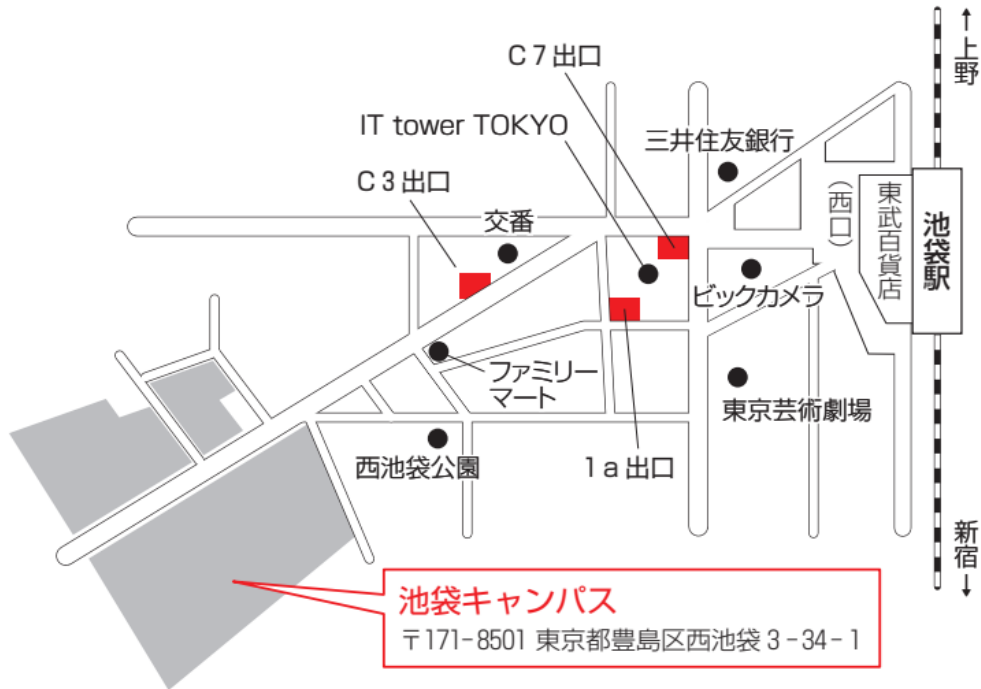 C7出口
↑上野
IT tower TOKYO
三井住友銀行
C3出口
交番
(西口)
東武百貨店
池袋駅
ビックカメラ
ファミリー
マート
東京芸術劇場
西池袋公園
1a出口
新宿↓
池袋キャンパス
〒171-8501 東京都豊島区西池袋3-34-1